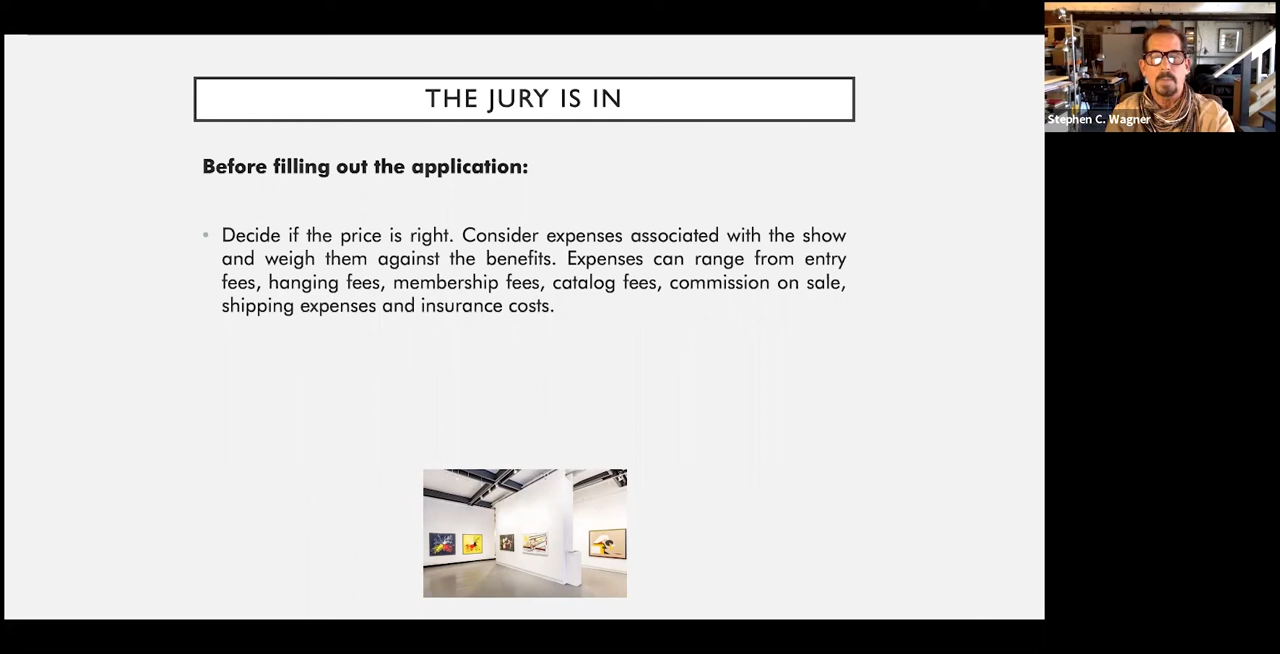 THE JURY IS IN
Before filling out the application:
• Decide if the price is right. Consider expenses associated with the show
and weigh them against the benefits. Expenses can range from entry
fees, hanging fees, membership fees, catalog fees, commission on sale,
shipping expenses and insurance costs.
Stephen C. Wagner